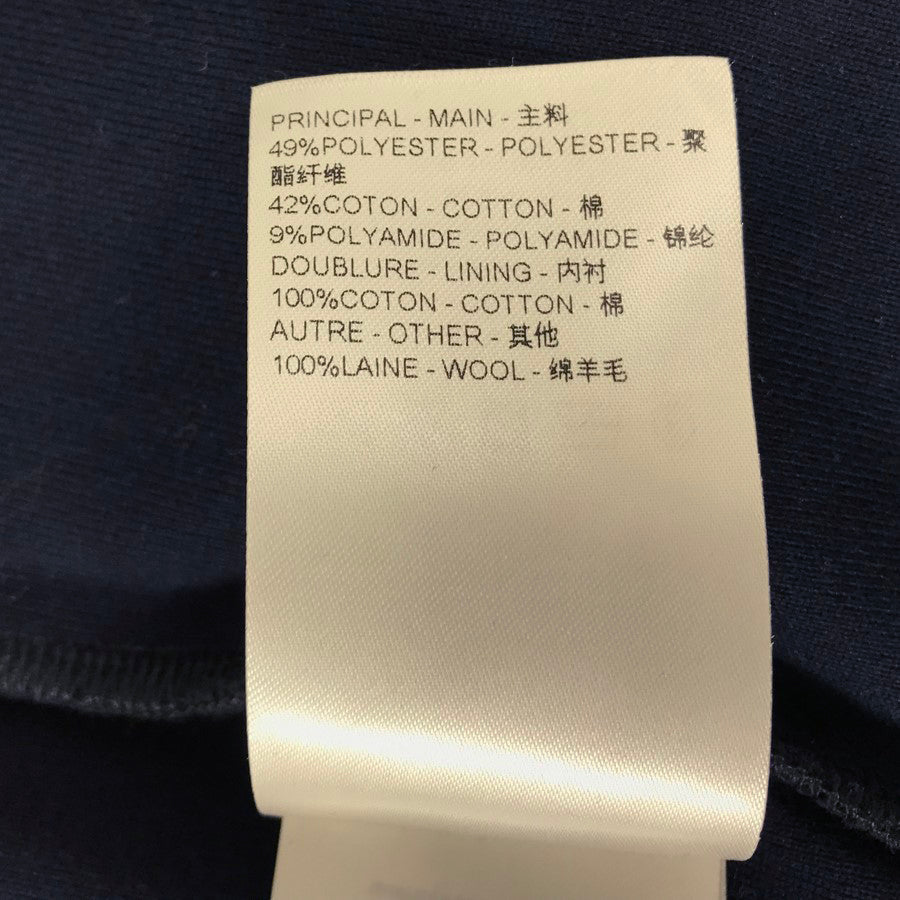 PRINCIPAL - MAIN - 主料
49%POLYESTER - POLYESTER - 聚
酯纤维
42%COTON - COTTON - 棉
9%POLYAMIDE - POLYAMIDE - 锦纶
DOUBLURE - LINING - 内衬
100%COTON - COTTON - 棉
AUTRE - OTHER - 其他
100%LAINE - WOOL - 绵羊毛